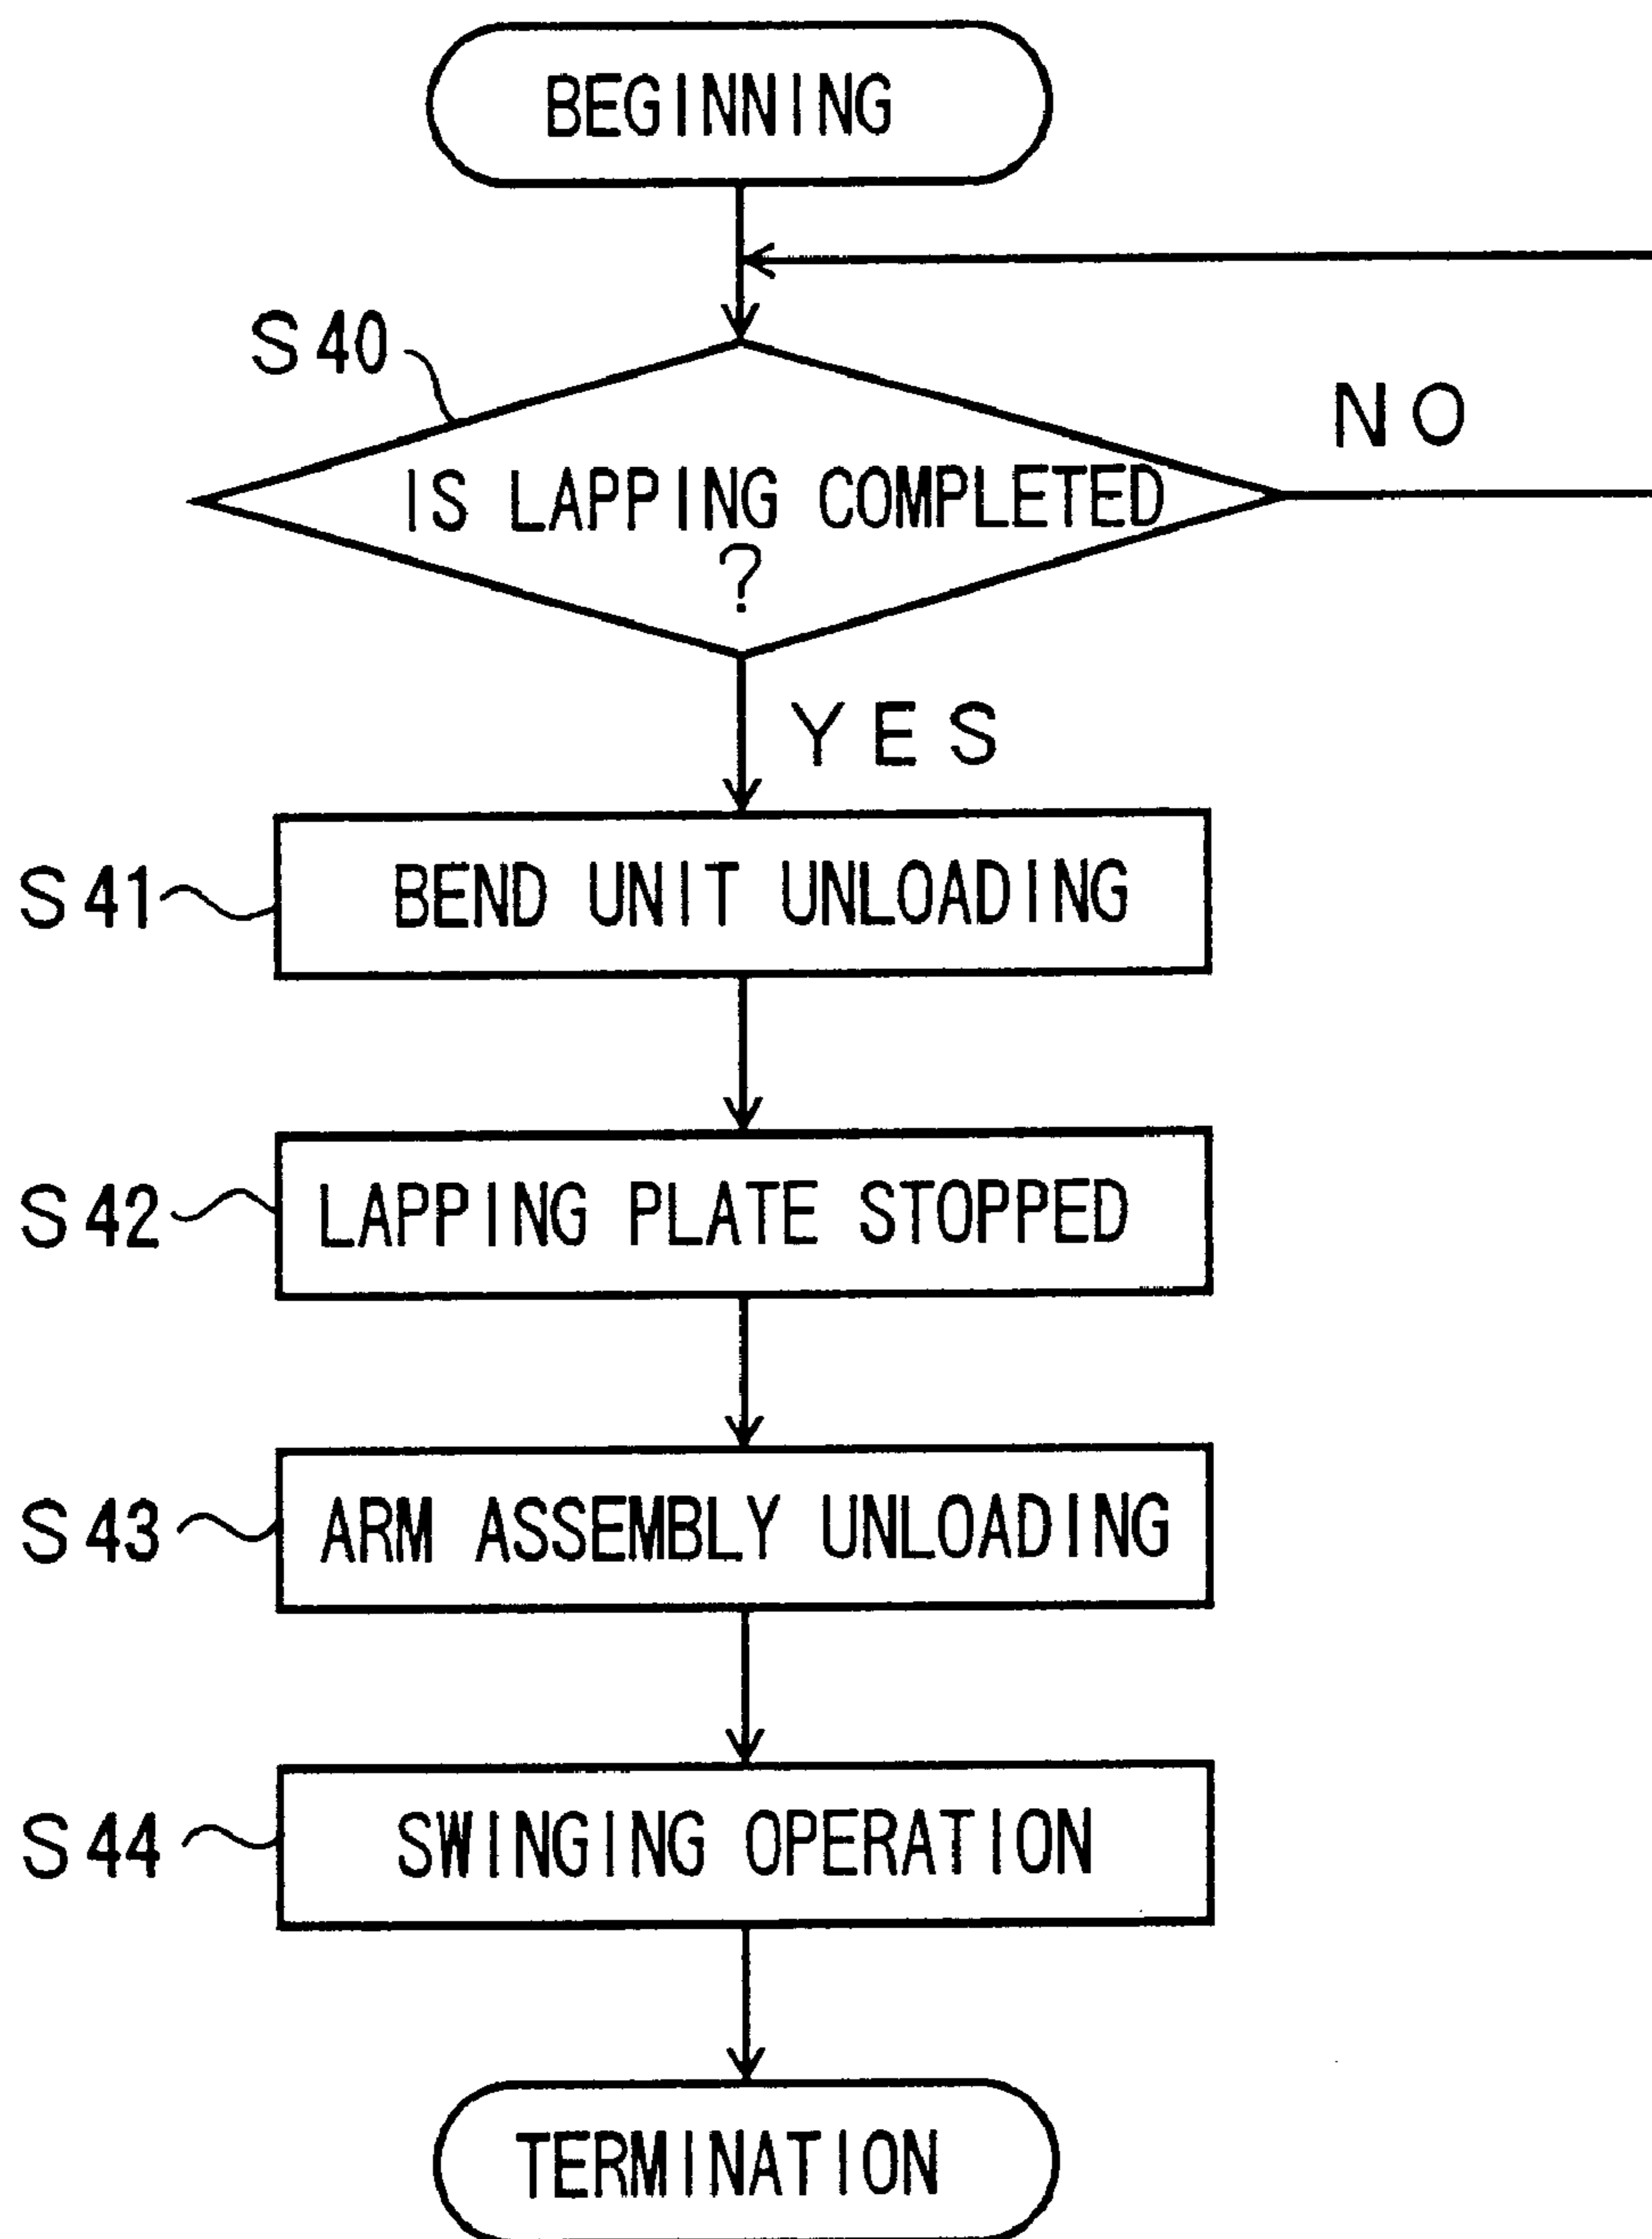 BEGINNING
S40
NO
IS LAPPING COMPLETED
?
YES
S41
BEND UNIT UNLOADING
S42
LAPPING PLATE STOPPED
S43
ARM ASSEMBLY UNLOADING
S44
SWINGING OPERATION
TERMINATION